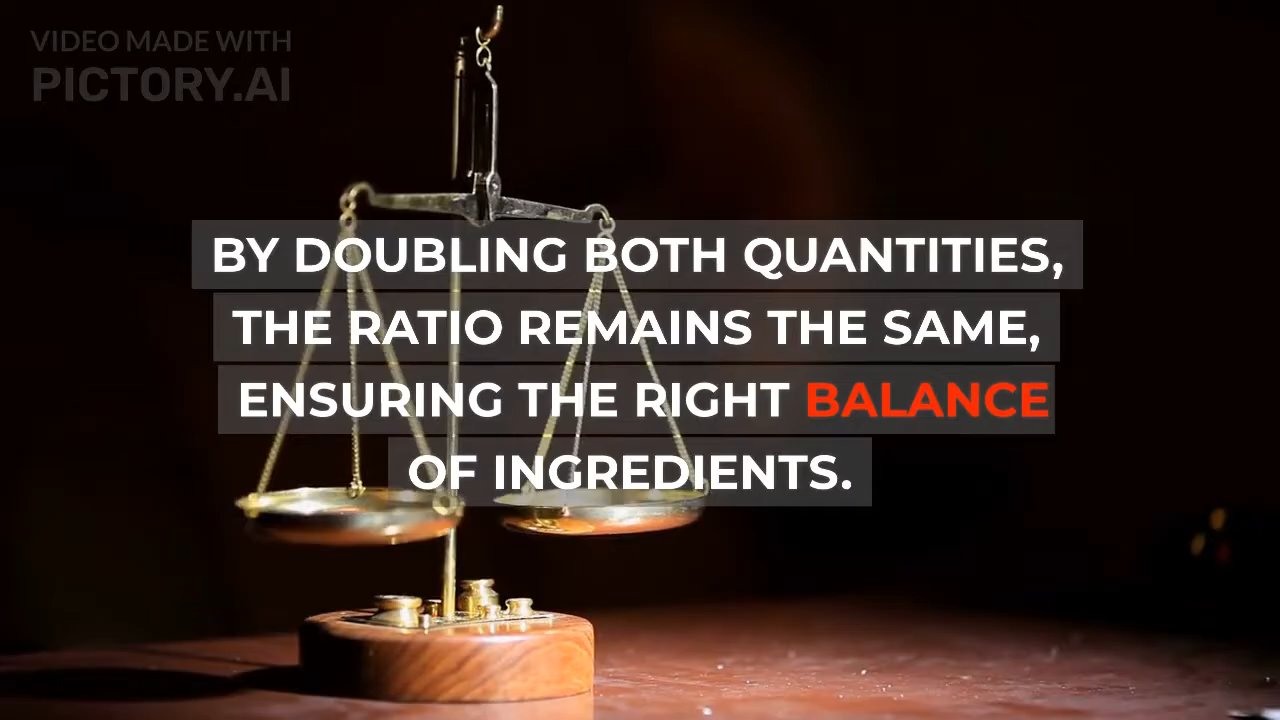 VIDEO MADE WITH
PICTORY.AI
BY DOUBLING BOTH QUANTITIES,
THE RATIO REMAINS THE SAME,
ENSURING THE RIGHT BALANCE
OF INGREDIENTS.